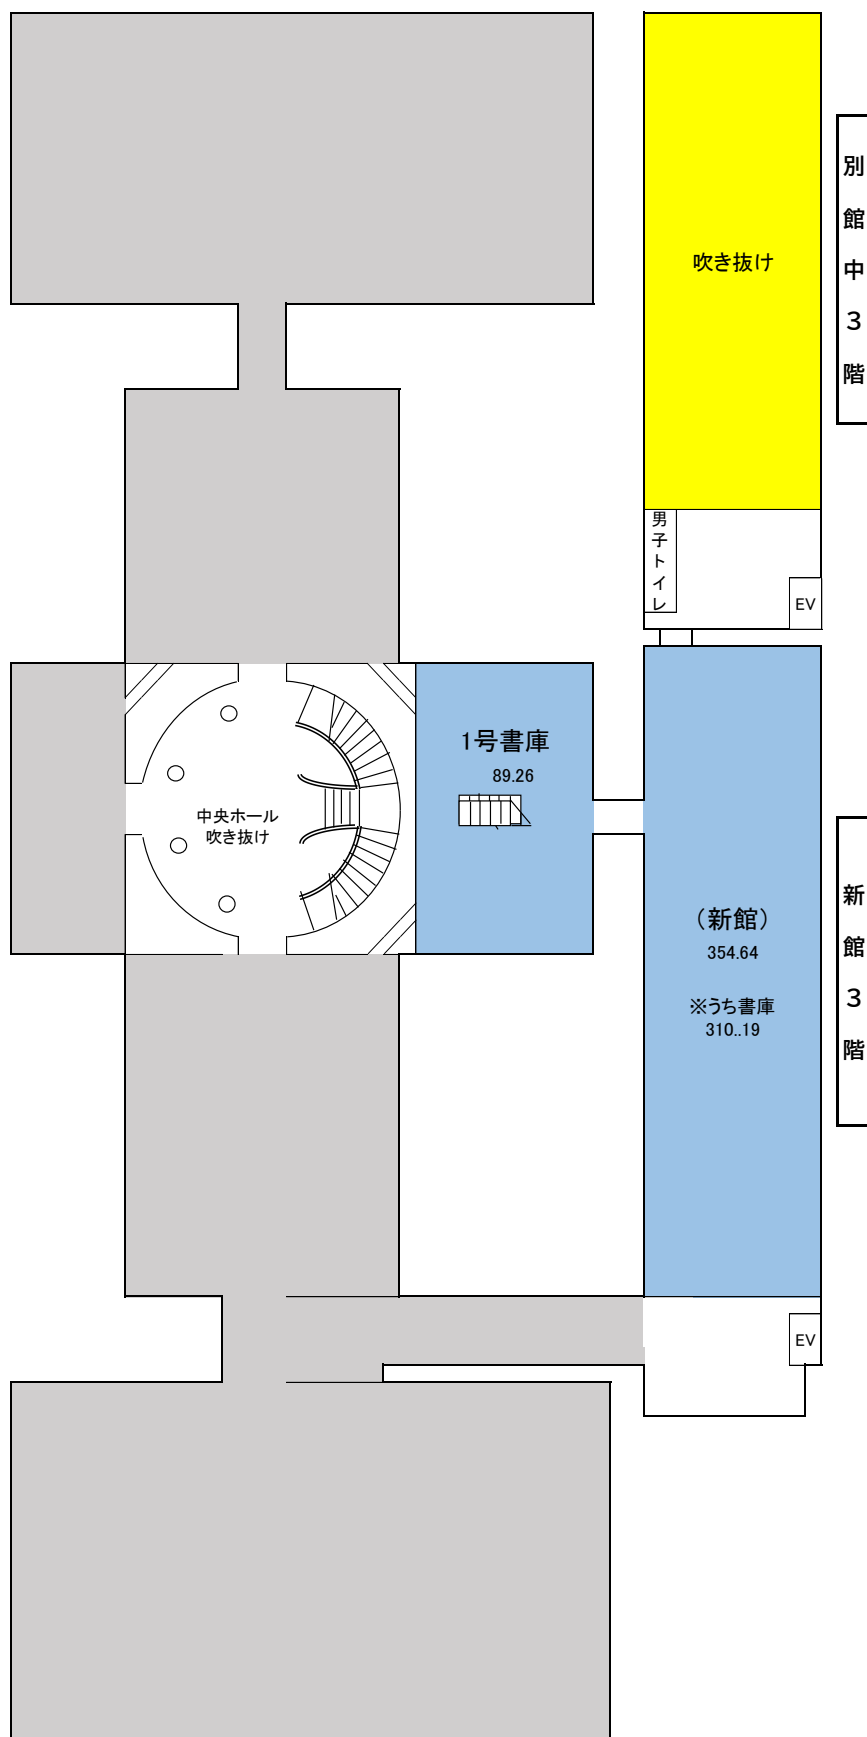 吹き抜け
別館中3階
男子トイレ
EV
1号書庫
89.26
中央ホール
吹き抜け
（新館）
354.64
※うち書庫
310..19
新館3階
EV